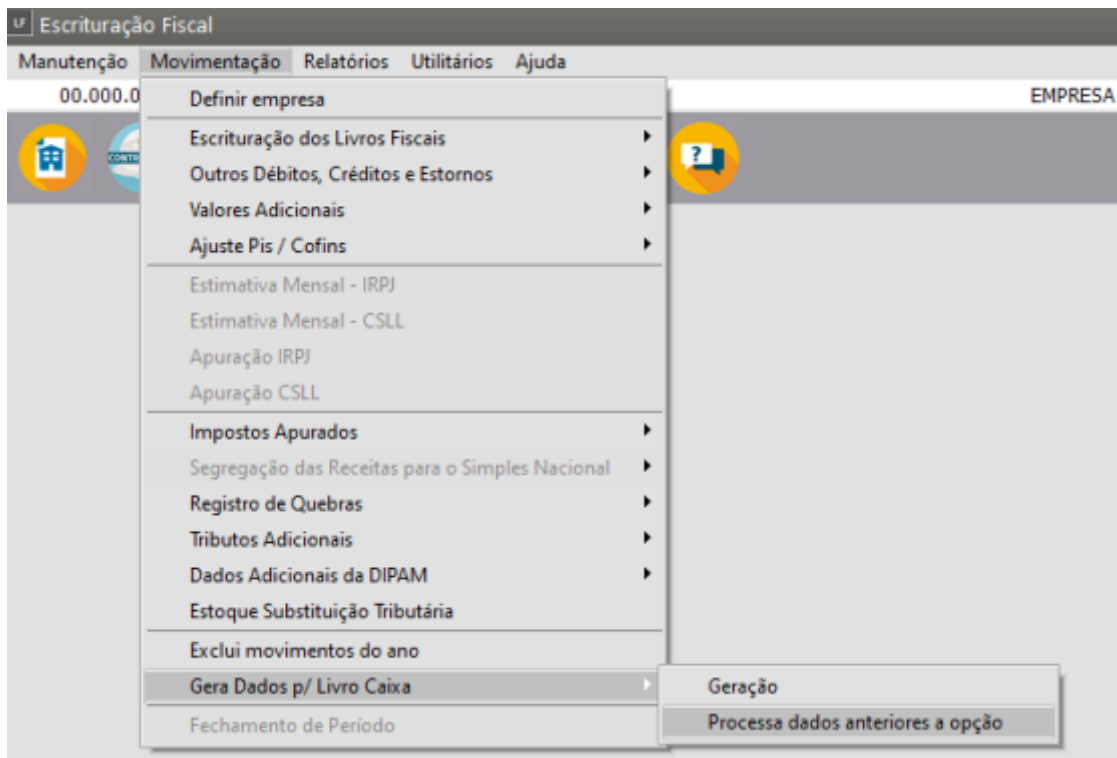 LF Escrituração Fiscal
Manutenção Movimentação Relatórios Utilitários Ajuda
00.000.0 EMPRESA
Definir empresa
Escrituração dos Livros Fiscais
Outros Débitos, Créditos e Estornos
Valores Adicionais
Ajuste Pis / Cofins
Estimativa Mensal - IRPJ
Estimativa Mensal - CSLL
Apuração IRPJ
Apuração CSLL
Impostos Apurados
Segregação das Receitas para o Simples Nacional
Registro de Quebras
Tributos Adicionais
Dados Adicionais da DIPAM
Estoque Substituição Tributária
Exclui movimentos do ano
Gera Dados p/ Livro Caixa
Geração
Processa dados anteriores a opção
Fechamento de Período